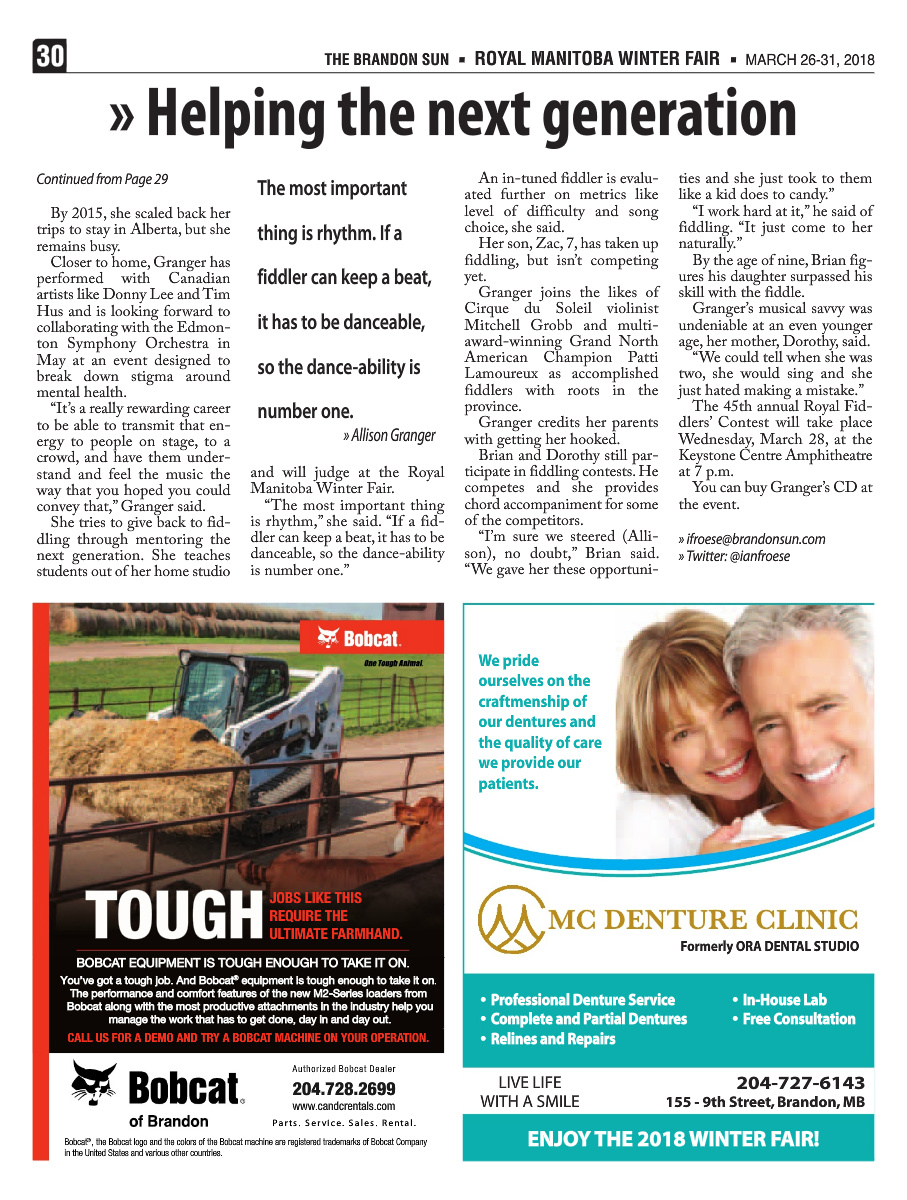 30
THE BRANDON SUN ▪ ROYAL MANITOBA WINTER FAIR ▪ MARCH 26-31, 2018
» Helping the next generation
Continued from Page 29
By 2015, she scaled back her
trips to stay in Alberta, but she
remains busy.
Closer to home, Granger has
performed with Canadian
artists like Donny Lee and Tim
Hus and is looking forward to
collaborating with the Edmon-
ton Symphony Orchestra in
May at an event designed to
break down stigma around
mental health.
“It’s a really rewarding career
to be able to transmit that en-
ergy to people on stage, to a
crowd, and have them under-
stand and feel the music the
way that you hoped you could
convey that,” Granger said.
She tries to give back to fid-
dling through mentoring the
next generation. She teaches
students out of her home studio
The most important
thing is rhythm. If a
fiddler can keep a beat,
it has to be danceable,
so the dance-ability is
number one.
» Allison Granger
and will judge at the Royal
Manitoba Winter Fair.
“The most important thing
is rhythm,” she said. “If a fid-
dler can keep a beat, it has to be
danceable, so the dance-ability
is number one.”
An in-tuned fiddler is evalu-
ated further on metrics like
level of difficulty and song
choice, she said.
Her son, Zac, 7, has taken up
fiddling, but isn’t competing
yet.
Granger joins the likes of
Cirque du Soleil violinist
Mitchell Grobb and multi-
award-winning Grand North
American Champion Patti
Lamoureux as accomplished
fiddlers with roots in the
province.
Granger credits her parents
with getting her hooked.
Brian and Dorothy still par-
ticipate in fiddling contests. He
competes and she provides
chord accompaniment for some
of the competitors.
“I’m sure we steered (Alli-
son), no doubt,” Brian said.
“We gave her these opportuni-
ties and she just took to them
like a kid does to candy.”
“I work hard at it,” he said of
fiddling. “It just come to her
naturally.”
By the age of nine, Brian fig-
ures his daughter surpassed his
skill with the fiddle.
Granger’s musical savvy was
undeniable at an even younger
age, her mother, Dorothy, said.
“We could tell when she was
two, she would sing and she
just hated making a mistake.”
The 45th annual Royal Fid-
dlers’ Contest will take place
Wednesday, March 28, at the
Keystone Centre Amphitheatre
at 7 p.m.
You can buy Granger’s CD at
the event.
» ifroese@brandonsun.com
» Twitter: @ianfroese
Bobcat.
One Tough Animal.
TOUGH
JOBS LIKE THIS
REQUIRE THE
ULTIMATE FARMHAND.
BOBCAT EQUIPMENT IS TOUGH ENOUGH TO TAKE IT ON.
You’ve got a tough job. And Bobcat® equipment is tough enough to take it on.
The performance and comfort features of the new M2-Series loaders from
Bobcat along with the most productive attachments in the industry help you
manage the work that has to get done, day in and day out.
CALL US FOR A DEMO AND TRY A BOBCAT MACHINE ON YOUR OPERATION.
Bobcat®
of Brandon
Authorized Bobcat Dealer
204.728.2699
www.candcrentals.com
Parts. Service. Sales. Rental.
Bobcat®, the Bobcat logo and the colors of the Bobcat machine are registered trademarks of Bobcat Company
in the United States and various other countries.
We pride
ourselves on the
craftmenship of
our dentures and
the quality of care
we provide our
patients.
MC DENTURE CLINIC
Formerly ORA DENTAL STUDIO
• Professional Denture Service
• Complete and Partial Dentures
• Relines and Repairs
• In-House Lab
• Free Consultation
LIVE LIFE
WITH A SMILE
204-727-6143
155 - 9th Street, Brandon, MB
ENJOY THE 2018 WINTER FAIR!